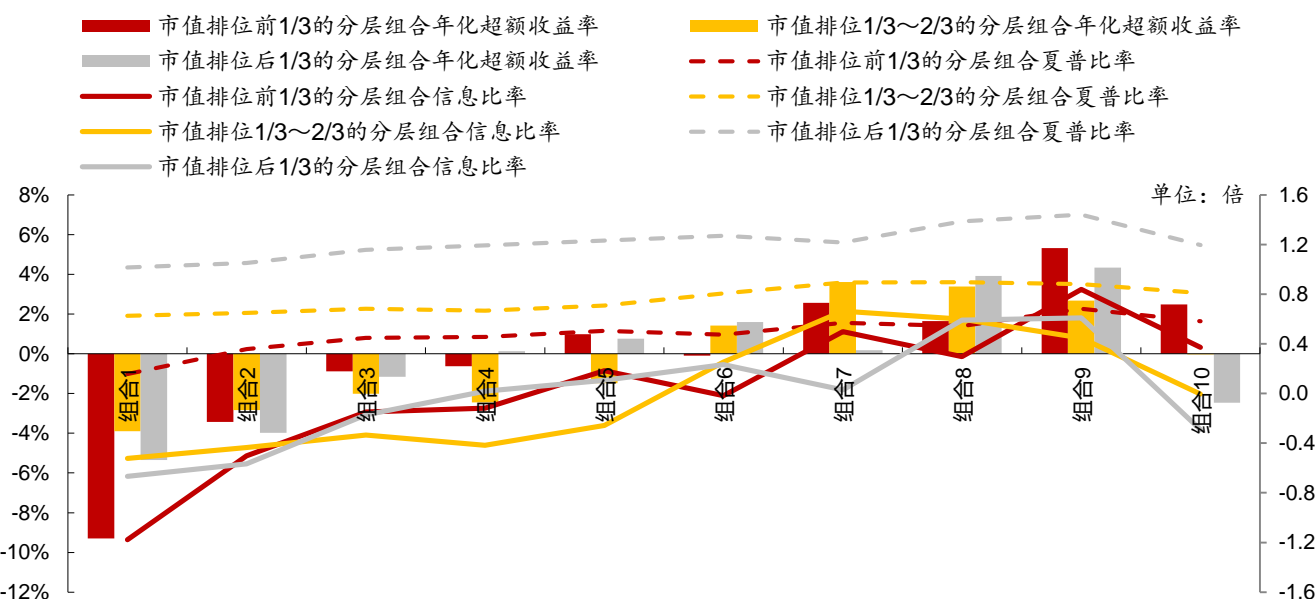 市值排位前1/3的分层组合年化超额收益率
市值排位1/3～2/3的分层组合年化超额收益率
市值排位后1/3的分层组合年化超额收益率
市值排位前1/3的分层组合夏普比率
市值排位前1/3的分层组合信息比率
市值排位1/3～2/3的分层组合夏普比率
市值排位1/3～2/3的分层组合信息比率
市值排位后1/3的分层组合夏普比率
市值排位后1/3的分层组合信息比率
单位：倍
8%
6%
4%
2%
0%
-2%
-4%
-6%
-8%
-10%
-12%
组合1
组合2
组合3
组合4
组合5
组合6
组合7
组合8
组合9
组合10
1.6
1.2
0.8
0.4
0.0
-0.4
-0.8
-1.2
-1.6